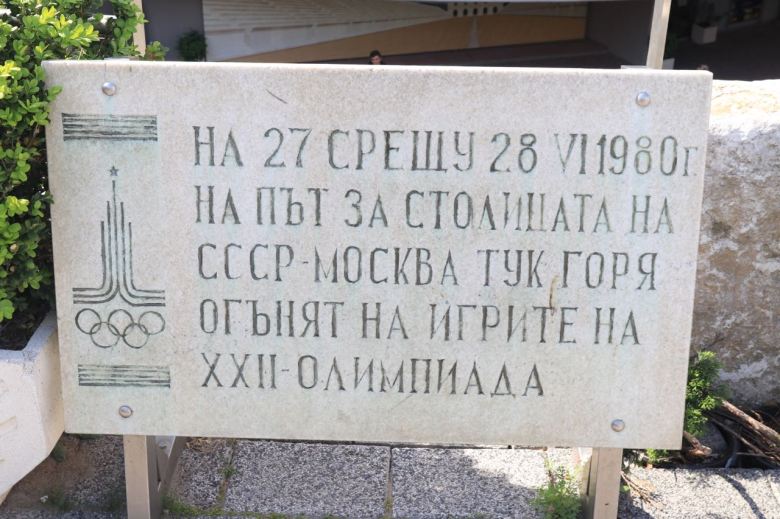 НА 27 СРЕЩУ 28 VI 1980г.
НА ПЪТ ЗА СТОЛИЦАТА НА
СССР-МОСКВА ТУК ГОРЯ
ОГЪНЯТ НА ИГРИТЕ НА
XXII-ОЛИМПИАДА